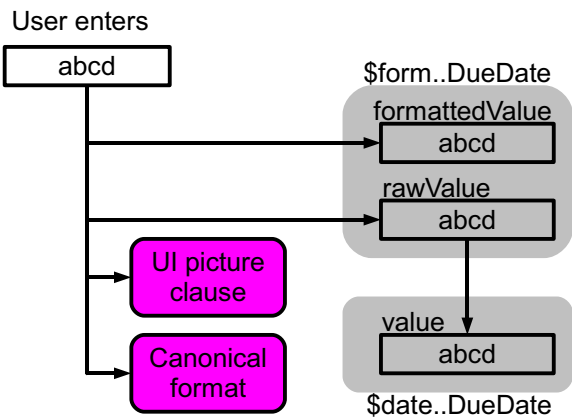 User enters
abcd
$form..DueDate
formattedValue
abcd
rawValue
abcd
UI picture
clause
value
abcd
Canonical
format
$date..DueDate